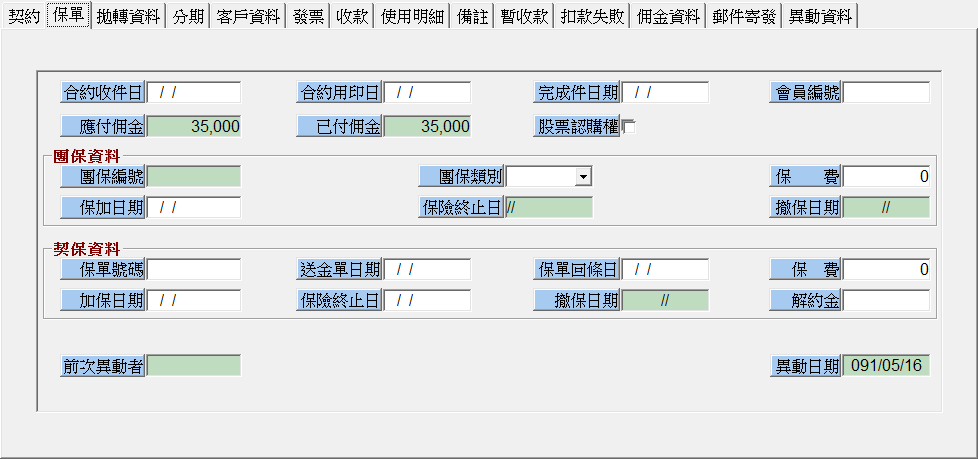 契約 保單 拋轉資料 分期 客戶資料 發票 收款 使用明細 備註 暫收款 扣款失敗 佣金資料 郵件寄發 異動資料
合約收件日 / / 合約用印日 / / 完成件日期 / / 會員編號
應付佣金 35,000 已付佣金 35,000 股票認購權
團保資料
團保編號 團保類別 保 費 0
保加日期 / / 保險終止日 // 撤保日期 //
契保資料
保單號碼 送金單日期 / / 保單回條日 / / 保 費 0
加保日期 / / 保險終止日 / / 撤保日期 // 解約金
前次異動者 異動日期 091/05/16